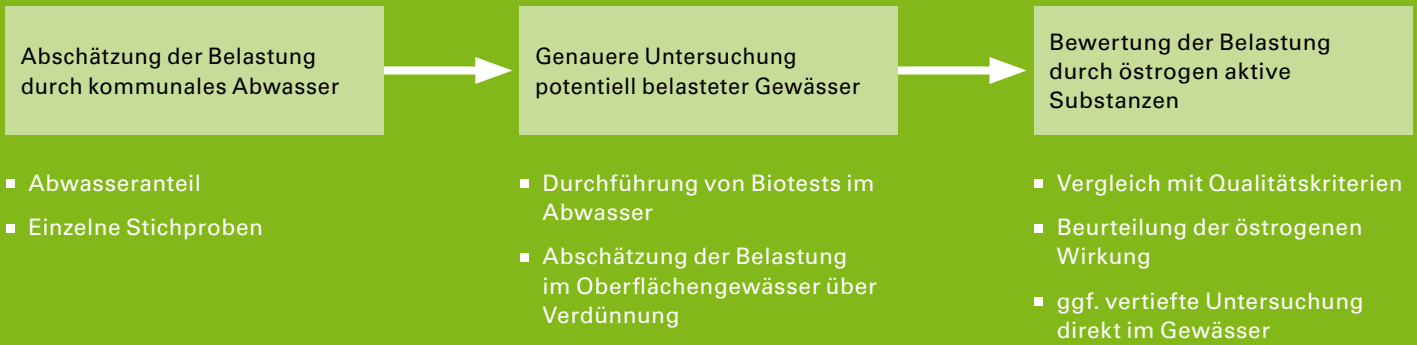 Abschätzung der Belastung
durch kommunales Abwasser
Abwasseranteil
Einzelne Stichproben
Genauere Untersuchung
potentiell belasteter Gewässer
Durchführung von Biotests im
Abwasser
Abschätzung der Belastung
im Oberflächengewässer über
Verdünnung
Bewertung der Belastung
durch östrogen aktive
Substanzen
Vergleich mit Qualitätskriterien
Beurteilung der östrogenen
Wirkung
ggf. vertiefte Untersuchung
direkt im Gewässer